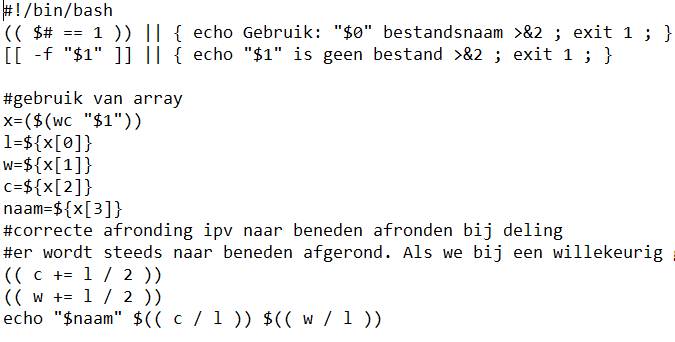 #!/bin/bash
(( $# == 1 )) || { echo Gebruik: "$0" bestandsnaam >&2 ; exit 1 ; }
[[ -f "$1" ]] || { echo "$1" is geen bestand >&2 ; exit 1 ; }

#gebruik van array
x=($(wc "$1"))
l=${x[0]}
w=${x[1]}
c=${x[2]}
naam=${x[3]}
#correcte afronding ipv naar beneden afronden bij deling
#er wordt steeds naar beneden afgerond. Als we bij een willekeurig
(( c += l / 2 ))
(( w += l / 2 ))
echo "$naam" $(( c / l )) $(( w / l ))